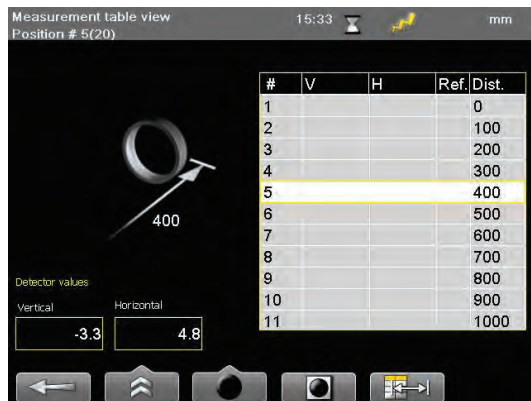 Measurement table view 15:33 mm
Position # 5(20)
# V H Ref. Dist.
1 0
2 100
3 200
4 300
5 400
6 500
7 600
8 700
9 800
10 900
11 1000
400
Detector values
Vertical Horizontal
-3.3 4.8